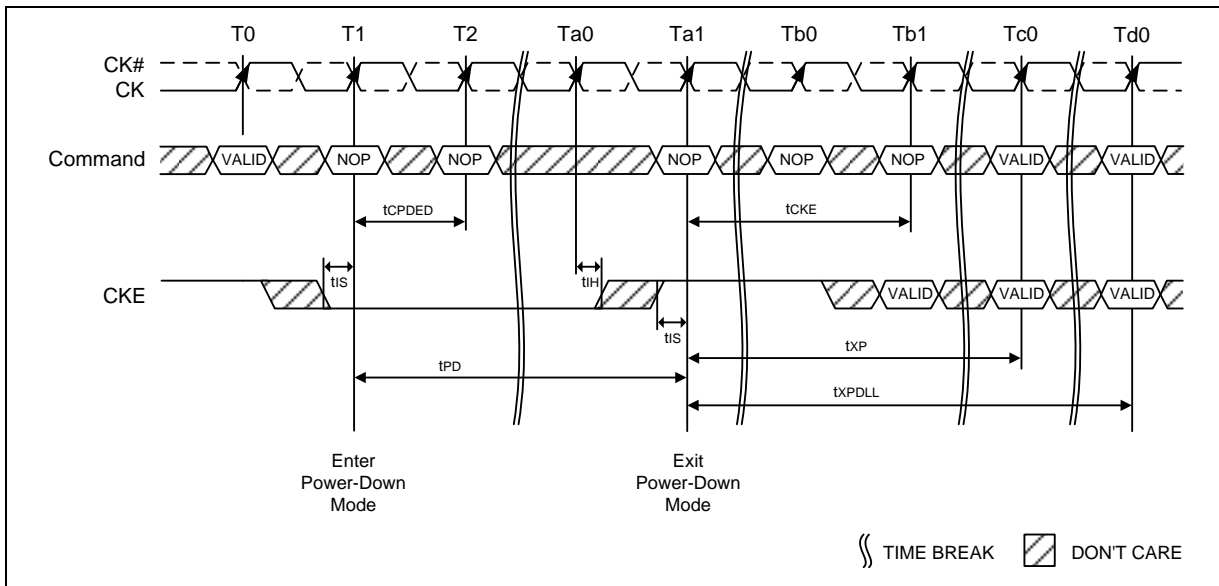 T0 T1 T2 Ta0 Ta1 Tb0 Tb1 Tc0 Td0
CK#
CK
Command VALID NOP NOP NOP NOP NOP VALID VALID
tCPDED tCKE
tIS tIH
CKE VALID VALID VALID
tIS
tXP
tPD
tXPDLL
Enter
Power-Down
Mode
Exit
Power-Down
Mode
TIME BREAK DON'T CARE